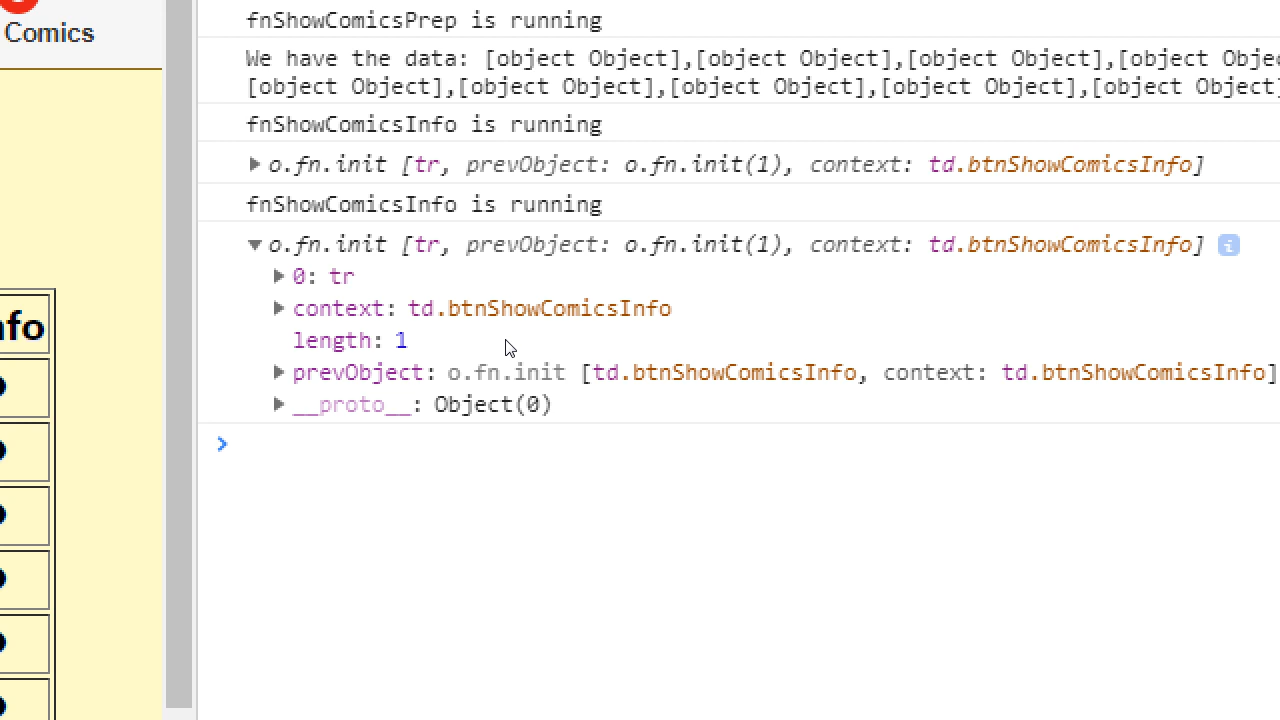 Comics
nfo
fnShowComicsPrep is running
We have the data: [object Object],[object Object],[object Object],[object Objec
[object Object],[object Object],[object Object],[object Object],[object Object]
fnShowComicsInfo is running
o.fn.init [tr, prevObject: o.fn.init(1), context: td.btnShowComicsInfo]
fnShowComicsInfo is running
o.fn.init [tr, prevObject: o.fn.init(1), context: td.btnShowComicsInfo] i
0: tr
context: td.btnShowComicsInfo
length: 1
prevObject: o.fn.init [td.btnShowComicsInfo, context: td.btnShowComicsInfo]
__proto__: Object(0)